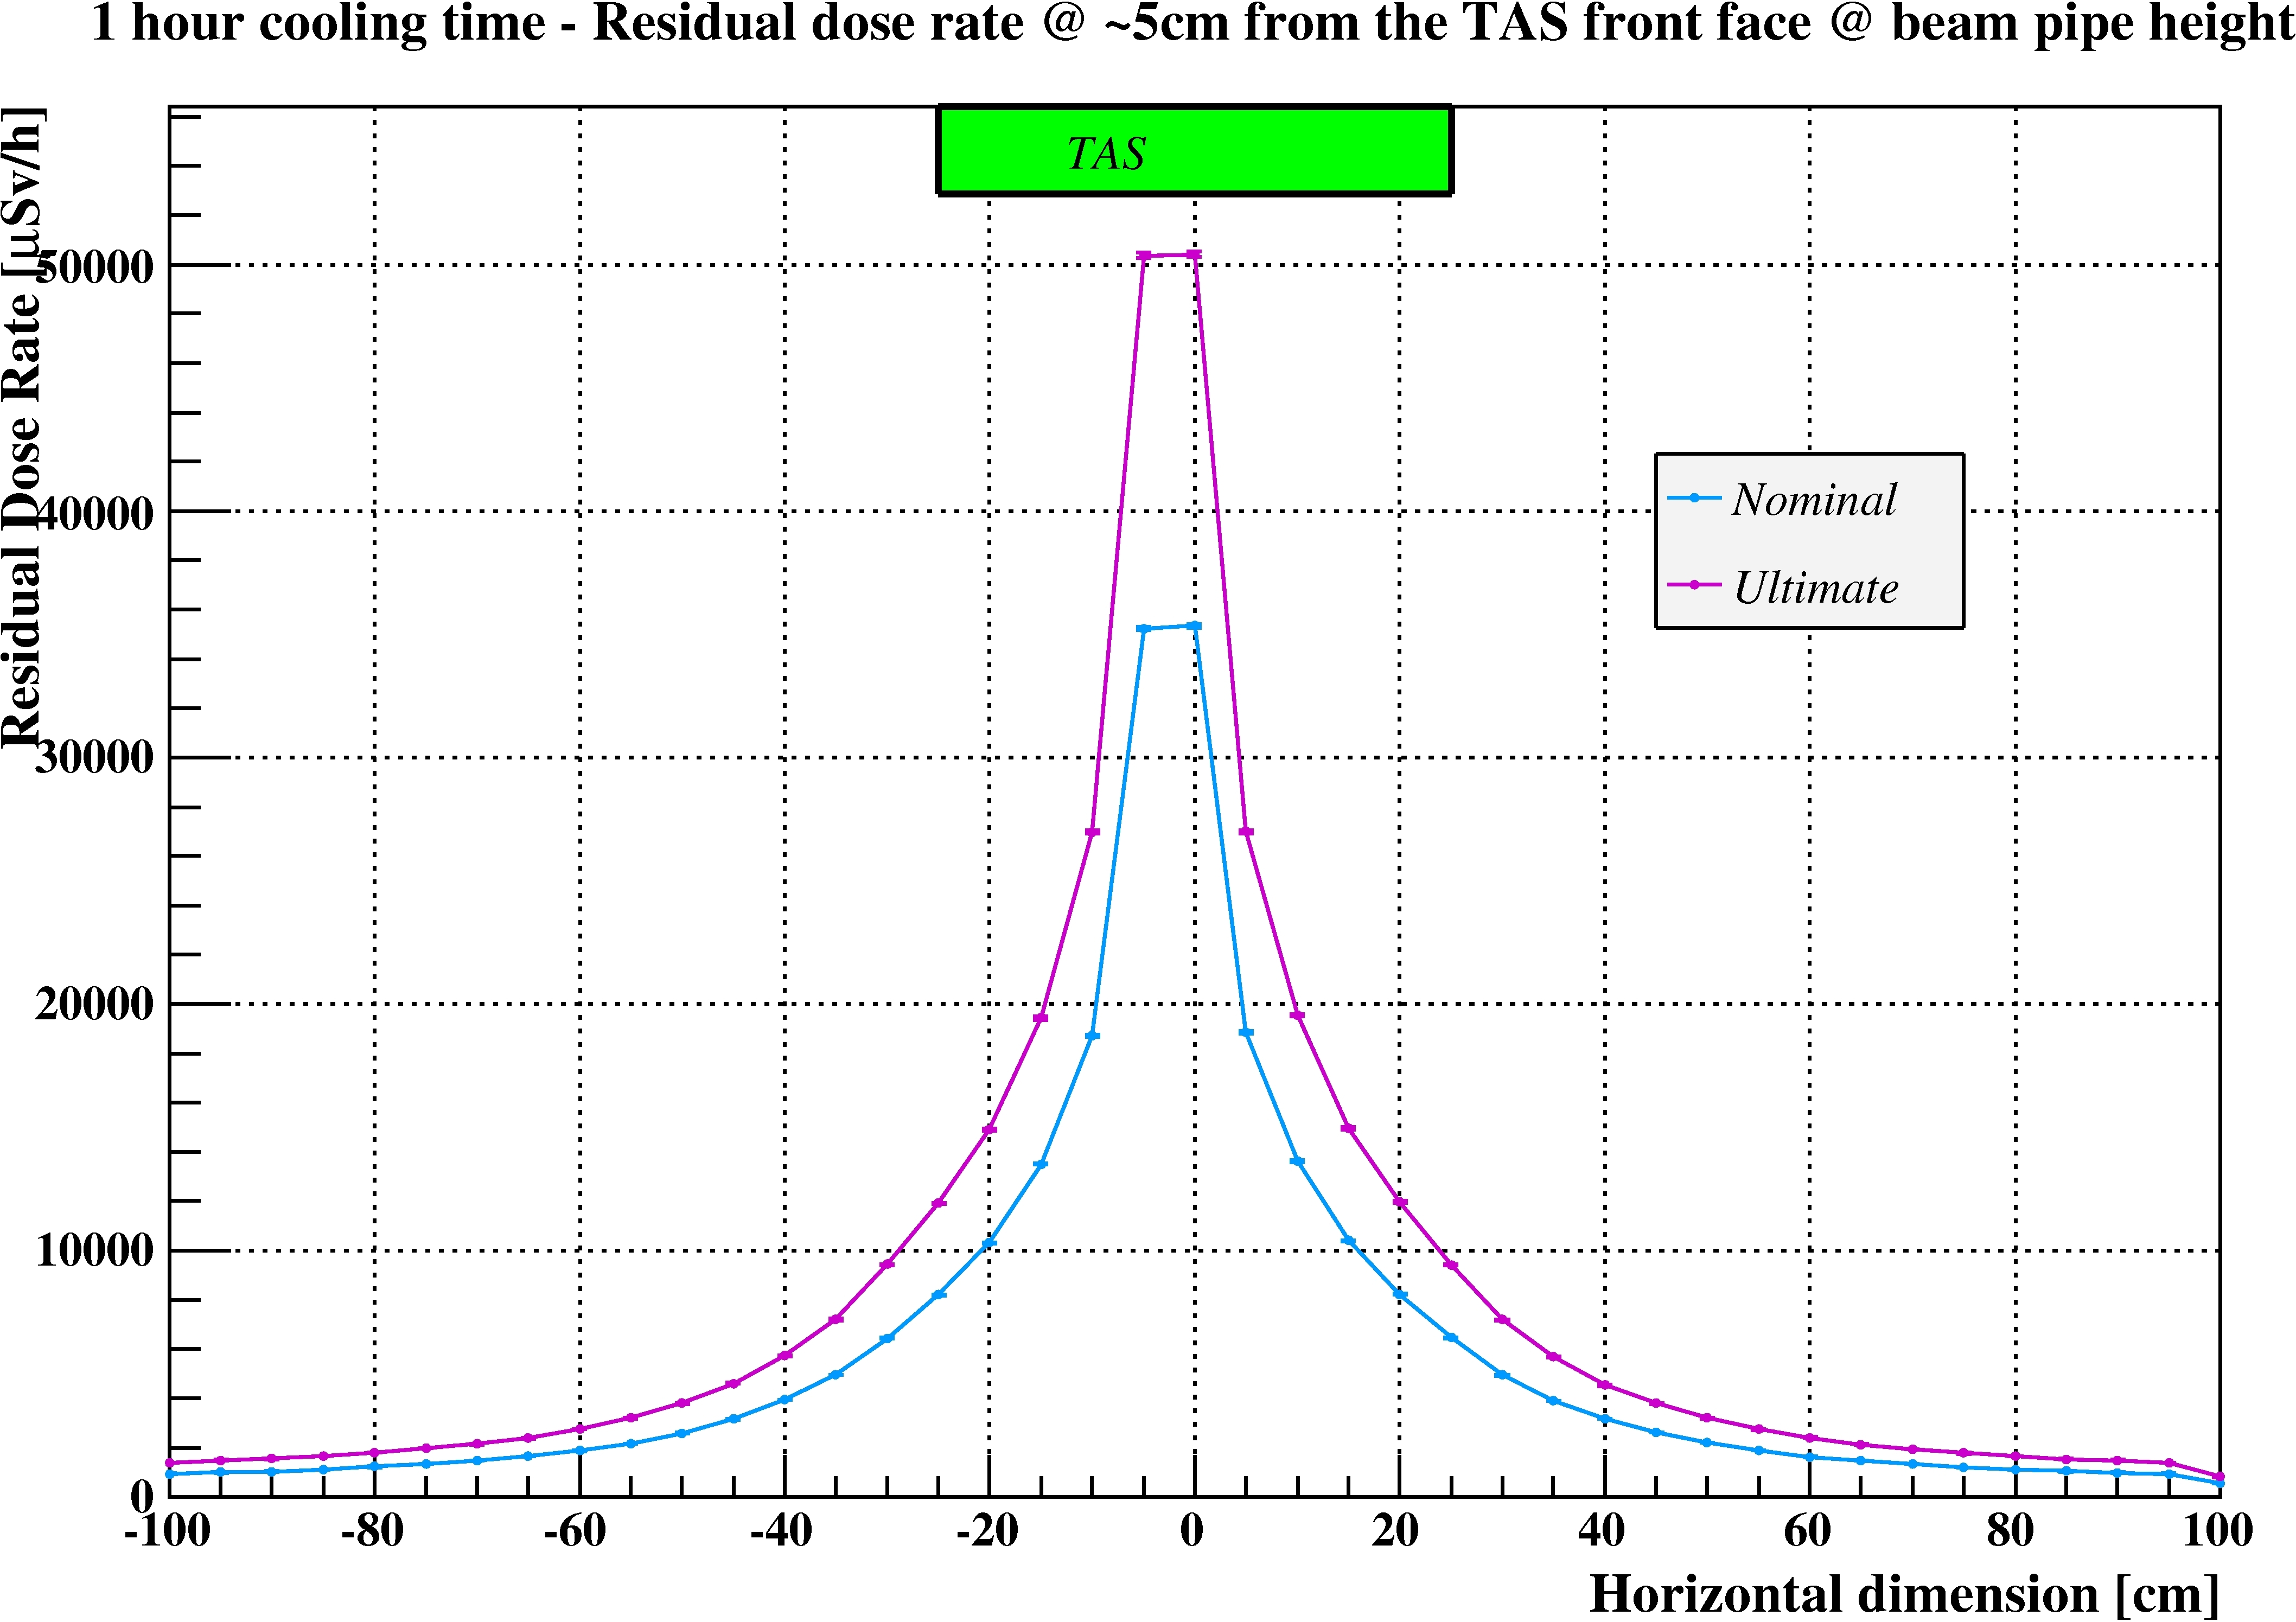 1 hour cooling time - Residual dose rate @ ~5cm from the TAS front face @ beam pipe height
Residual Dose Rate [μSv/h]
TAS
50000
40000
30000
20000
10000
0
Nominal
Ultimate
-100 -80 -60 -40 -20 0 20 40 60 80 100
Horizontal dimension [cm]